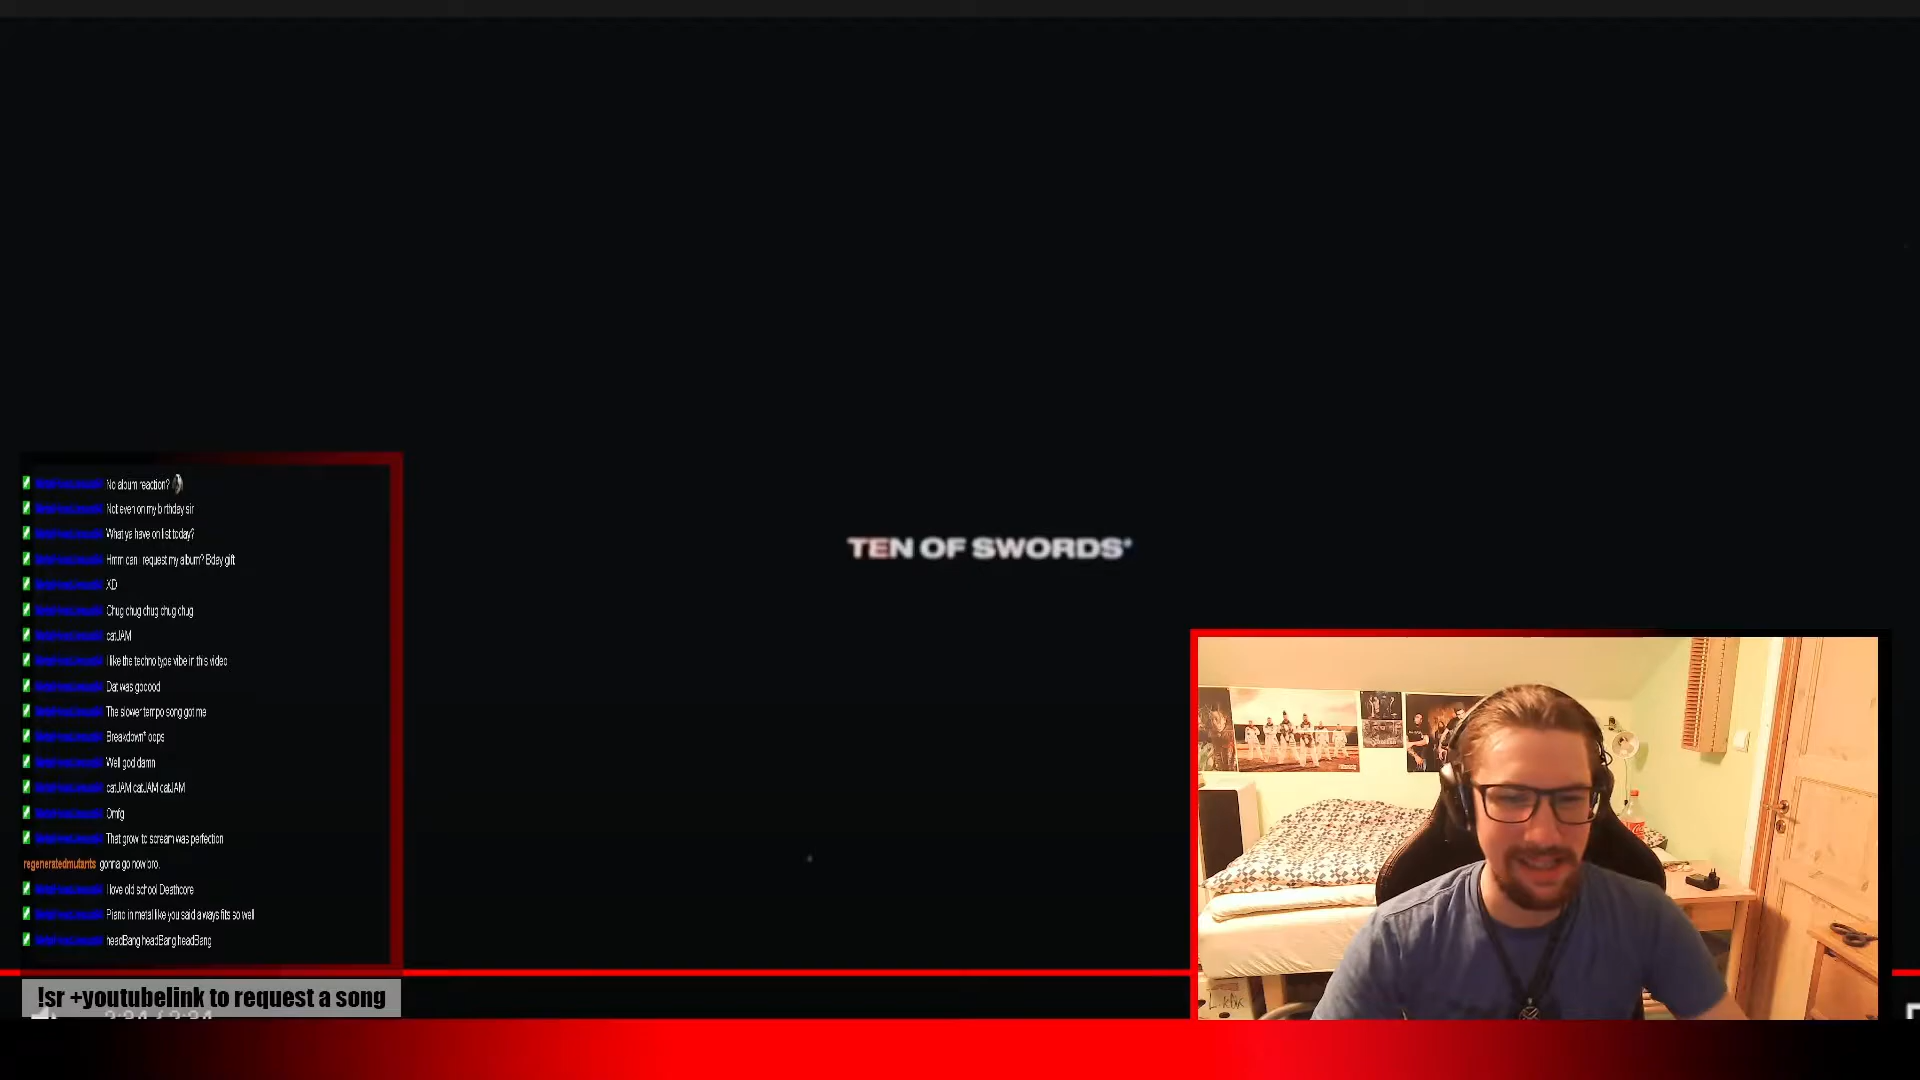 TEN OF SWORDS*
No album reaction?
Not even on my birthday sir
What ya have on list today?
Hmm can i request my album? Bday gift
XD
Chug chug chug chug chug
catJAM
I like the techno type vibe in this video
Dat was gooood
The slower tempo song got me
Breakdown* oops
Well god damn
catJAM catJAM catJAM
Omfg
That growl to scream was perfection
regeneratedmutants gonna go now bro.
I love old school Deathcore
Piano in metal like you said always fits so well
headBang headBang headBang
!sr +youtubelink to request a song